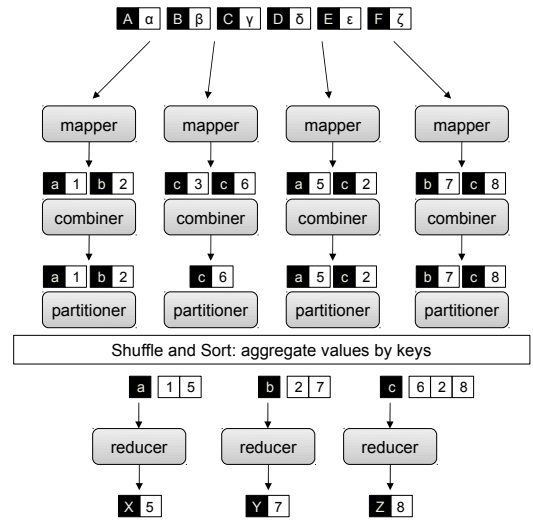 A α B β C γ D δ E ε F ζ
mapper mapper mapper mapper
a 1 b 2 c 3 c 6 a 5 c 2 b 7 c 8
combiner combiner combiner combiner
a 1 b 2 c 6 a 5 c 2 b 7 c 8
partitioner partitioner partitioner partitioner
Shuffle and Sort: aggregate values by keys
a 1 5 b 2 7 c 6 2 8
reducer reducer reducer
X 5 Y 7 Z 8